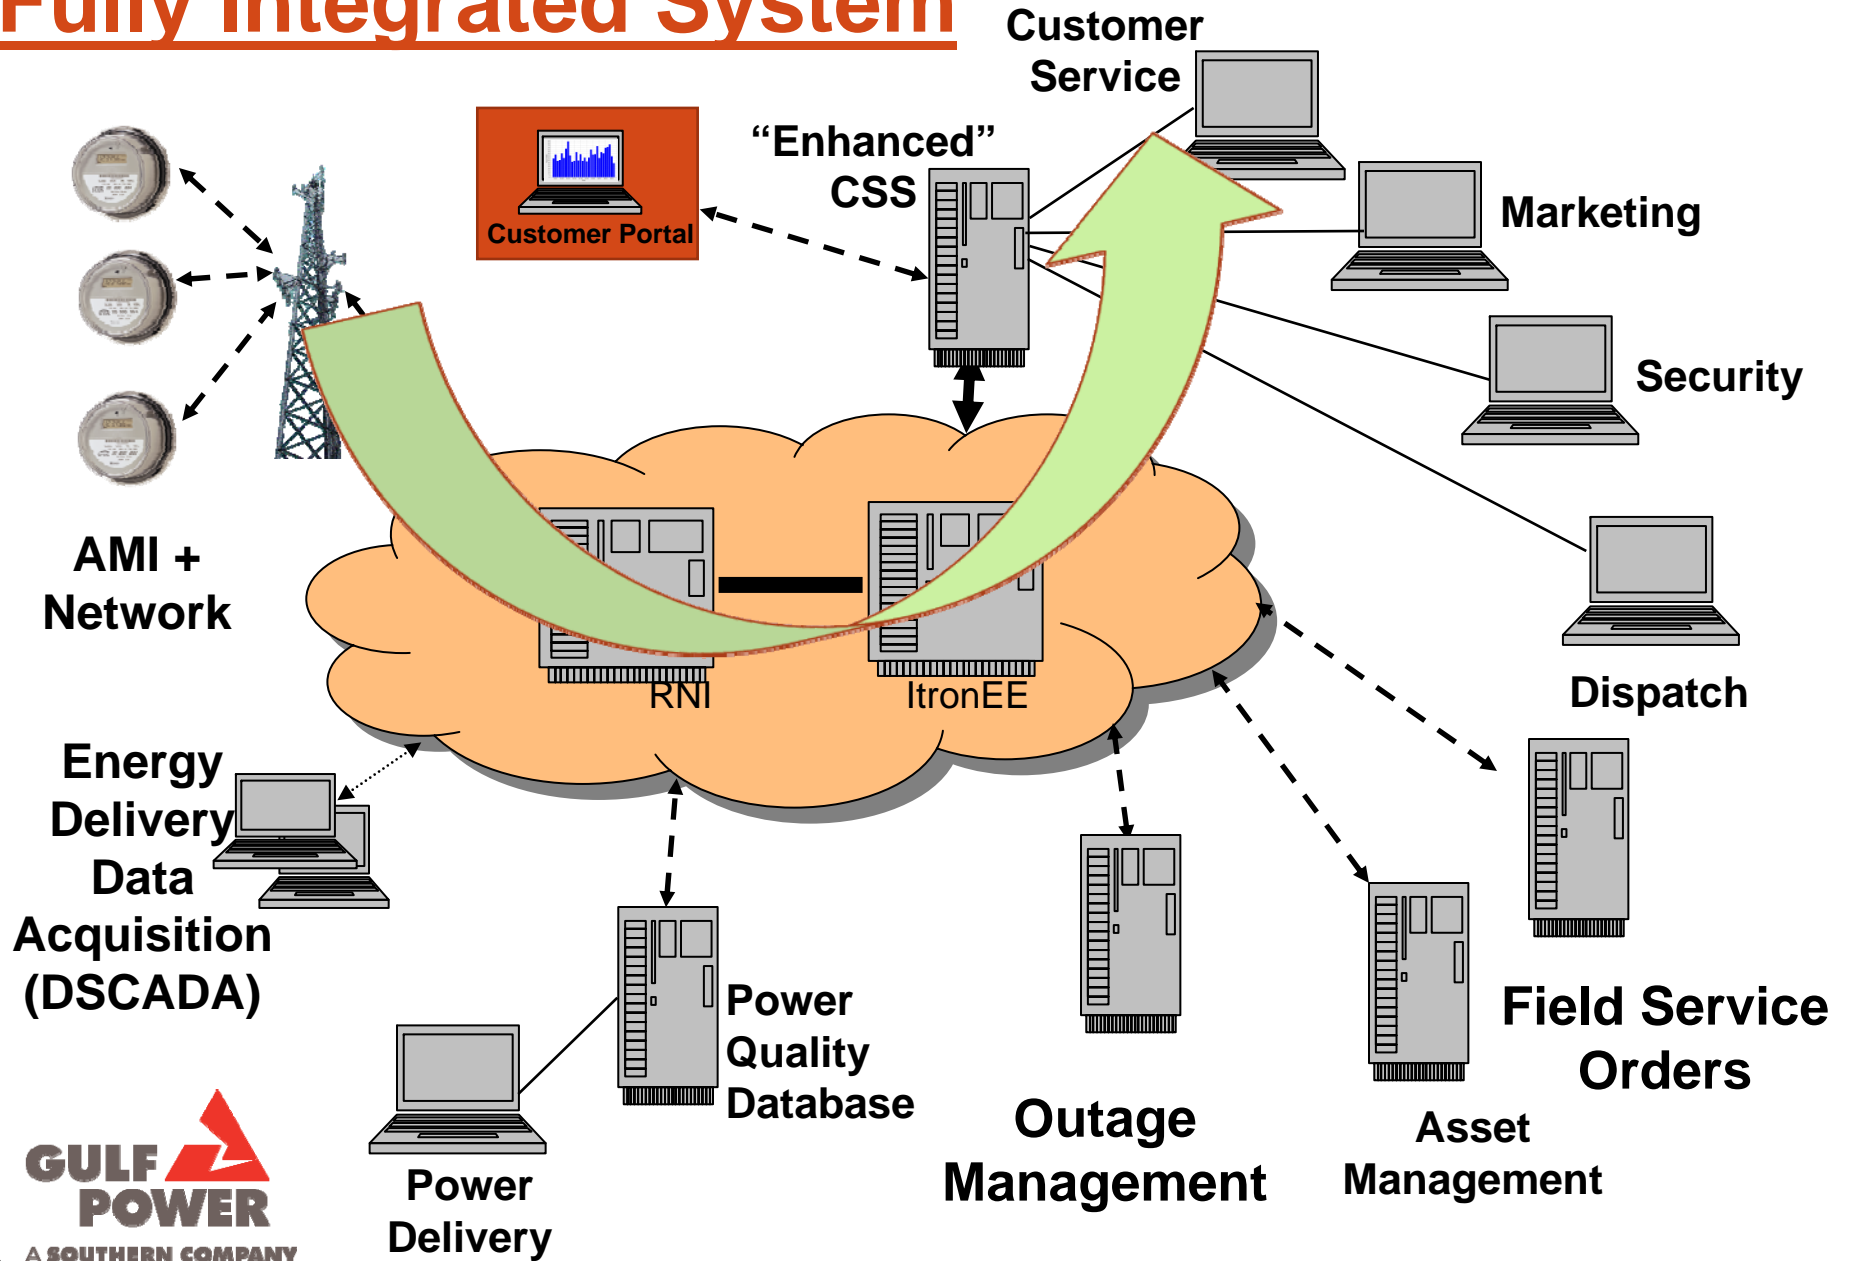 Fully Integrated System
Customer
Service
“Enhanced”
CSS
Customer Portal
Marketing
Security
AMI +
Network
RNI
ItronEE
Dispatch
Energy
Delivery
Data
Acquisition
(DSCADA)
Power
Quality
Database
Field Service
Orders
Outage
Management
Asset
Management
Power
Delivery
GULF
POWER
A SOUTHERN COMPANY